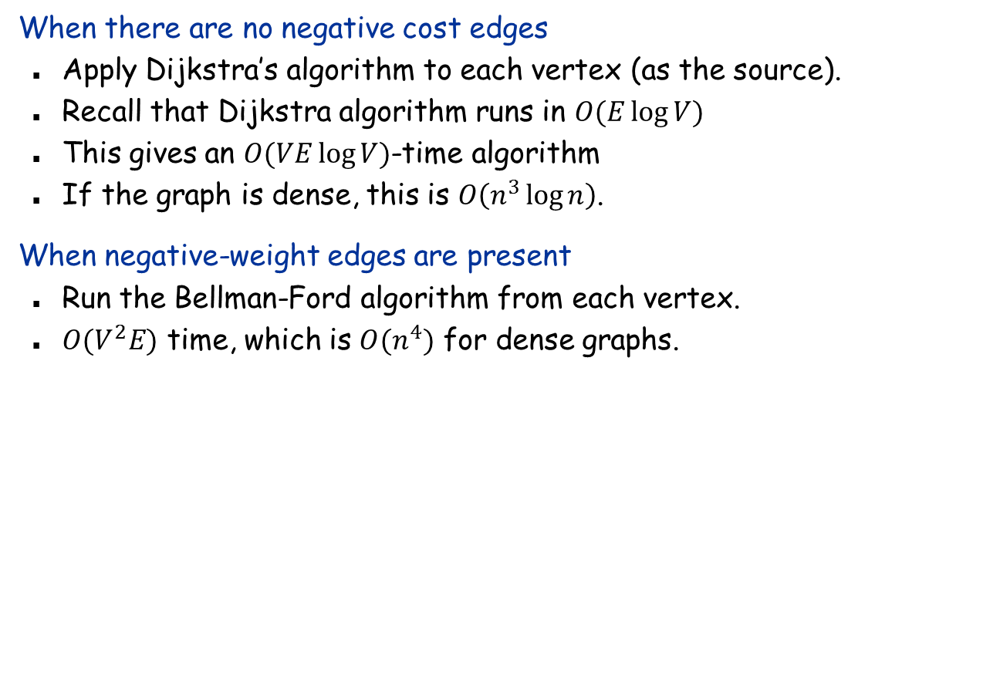 When there are no negative cost edges
▪ Apply Dijkstra’s algorithm to each vertex (as the source).
▪ Recall that Dijkstra algorithm runs in 𝑂(𝐸 log 𝑉)
▪ This gives an 𝑂(𝑉𝐸 log 𝑉)-time algorithm
▪ If the graph is dense, this is 𝑂(𝑛³ log 𝑛).
When negative-weight edges are present
▪ Run the Bellman-Ford algorithm from each vertex.
▪ 𝑂(𝑉²𝐸) time, which is 𝑂(𝑛⁴) for dense graphs.